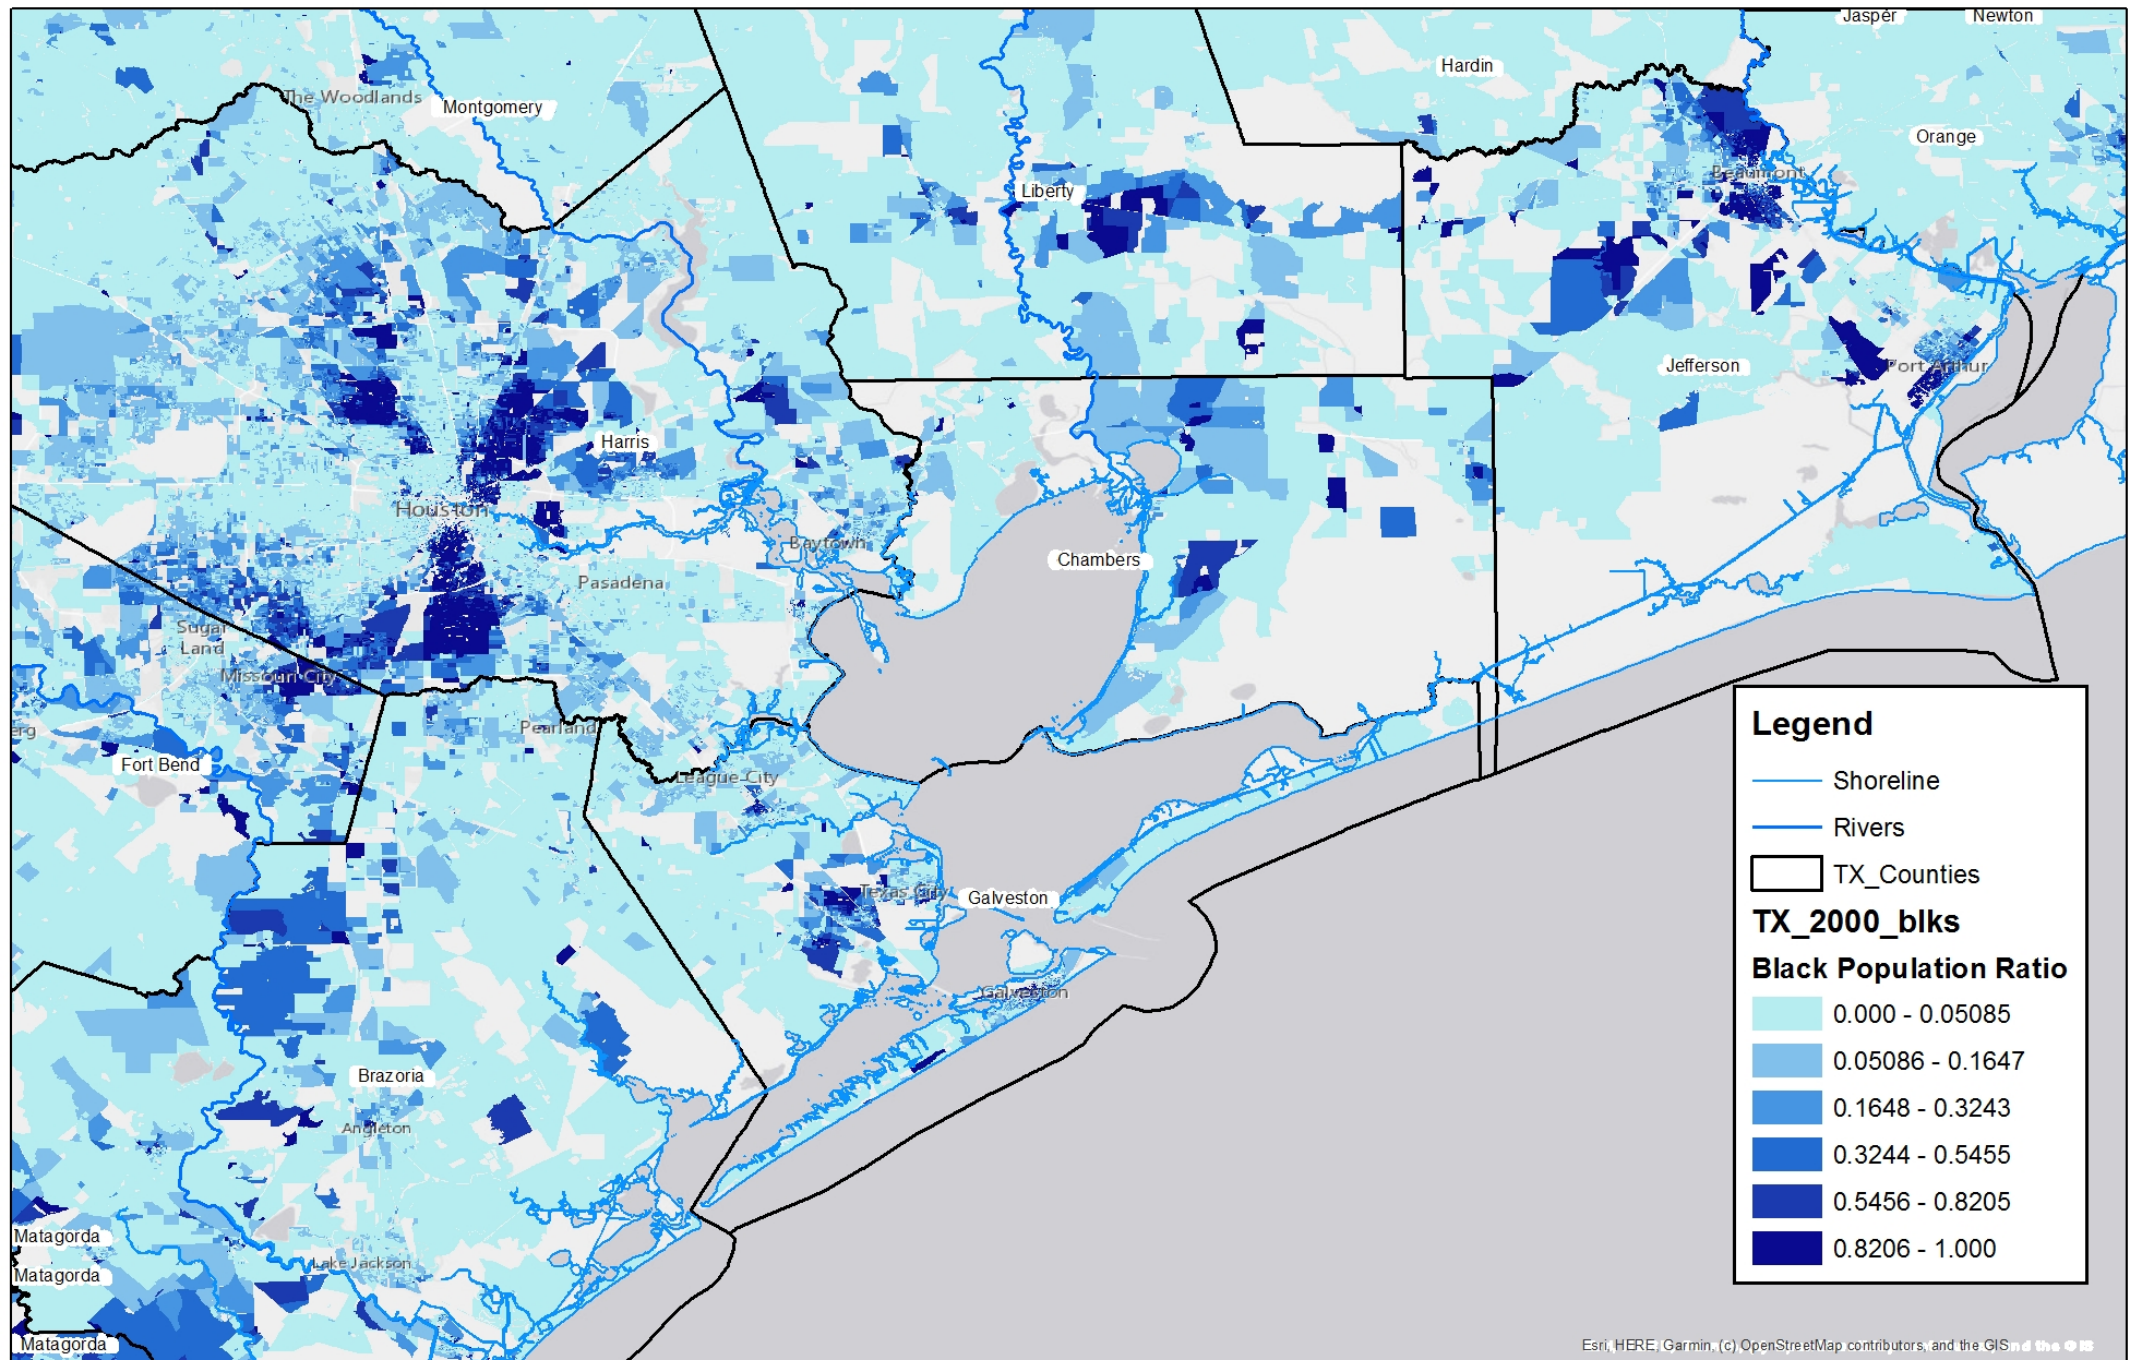 Jasper
Newton
Hardin
The Woodlands
Montgomery
Orange
Beaumont
Liberty
Jefferson
Port Arthur
Harris
Houston
Baytown
Chambers
Pasadena
Sugar
Land
Missouri City
erg
Pearland
Fort Bend
League City
Texas City
Galveston
Galveston
Brazoria
Angleton
Matagorda
Lake Jackson
Matagorda
Matagorda
Legend
Shoreline
Rivers
TX_Counties
TX_2000_blks
Black Population Ratio
0.000 - 0.05085
0.05086 - 0.1647
0.1648 - 0.3243
0.3244 - 0.5455
0.5456 - 0.8205
0.8206 - 1.000
Esri, HERE, Garmin, (c) OpenStreetMap contributors, and the GIS